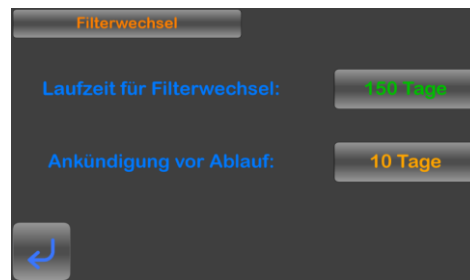 Filterwechsel
Laufzeit für Filterwechsel: 150 Tage
Ankündigung vor Ablauf: 10 Tage